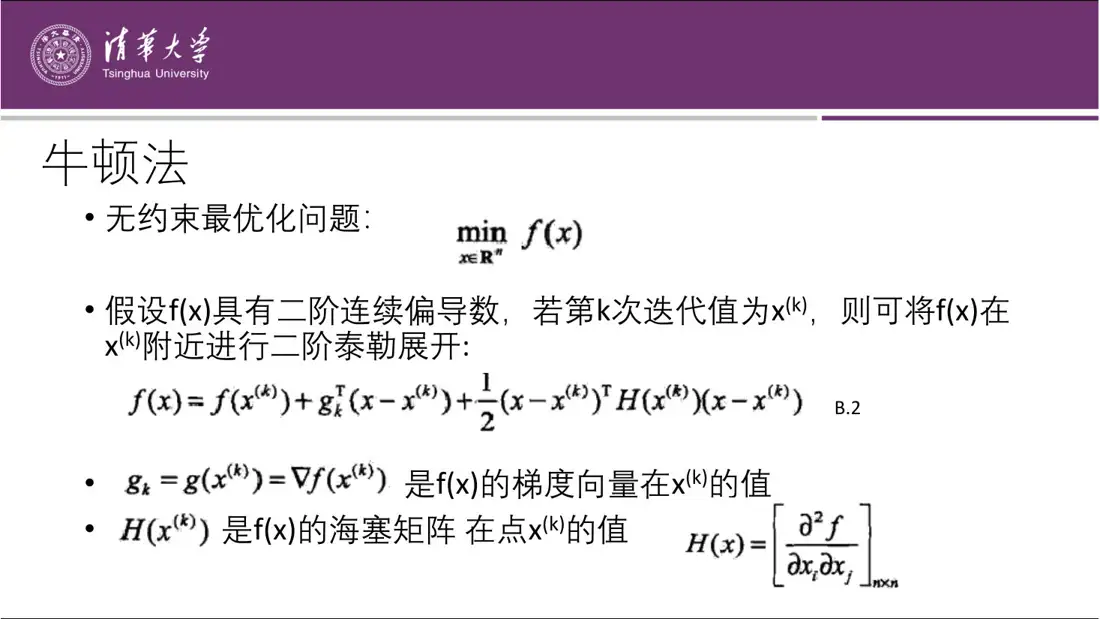 清華大学
Tsinghua University
牛顿法
• 无约束最优化问题:
min f(x)
x∈Rⁿ
• 假设f(x)具有二阶连续偏导数，若第k次迭代值为x⁽ᵏ⁾，则可将f(x)在
x⁽ᵏ⁾附近进行二阶泰勒展开:
f(x) = f(x⁽ᵏ⁾) + gₖᵀ(x − x⁽ᵏ⁾) + 1/2 (x − x⁽ᵏ⁾)ᵀ H(x⁽ᵏ⁾)(x − x⁽ᵏ⁾) B.2
• gₖ = g(x⁽ᵏ⁾) = ∇f(x⁽ᵏ⁾) 是f(x)的梯度向量在x⁽ᵏ⁾的值
• H(x⁽ᵏ⁾) 是f(x)的海塞矩阵 在点x⁽ᵏ⁾的值 H(x) = [∂²f / ∂xᵢ∂xⱼ]ₙ×ₙ